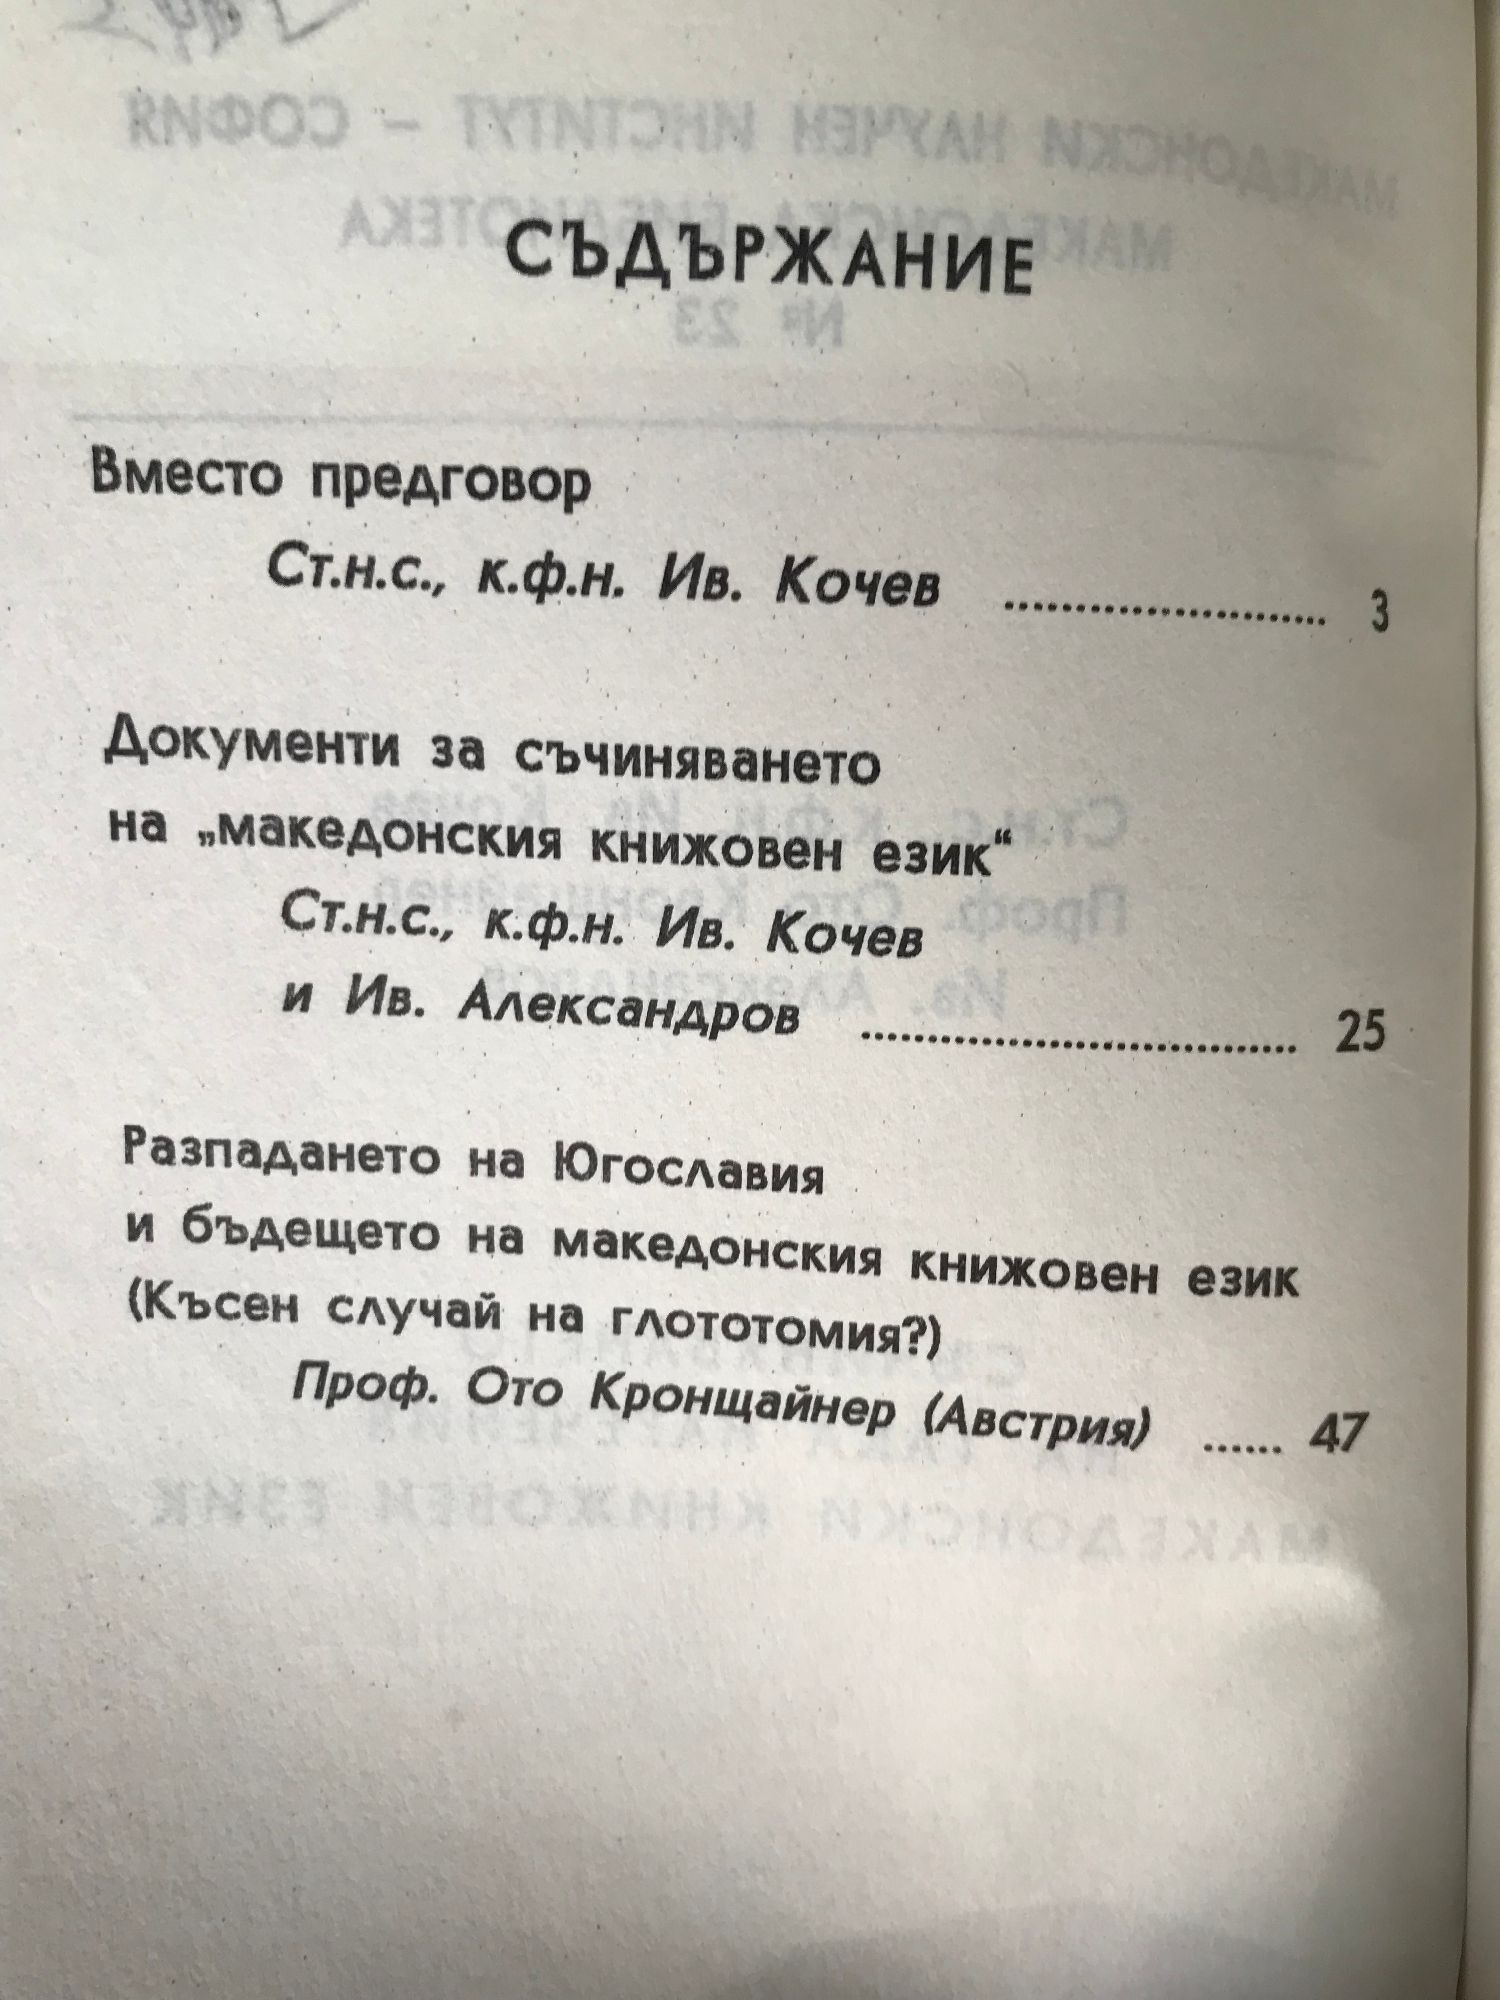 СЪДЪРЖАНИЕ
Вместо предговор
Ст.н.с., к.ф.н. Ив. Кочев ........................ 3
Документи за съчиняването
на „македонския книжовен език“
Ст.н.с., к.ф.н. Ив. Кочев
и Ив. Александров ................................ 25
Разпадането на Югославия
и бъдещето на македонския книжовен език
(Късен случай на глототомия?)
Проф. Ото Кронщайнер (Австрия) ...... 47